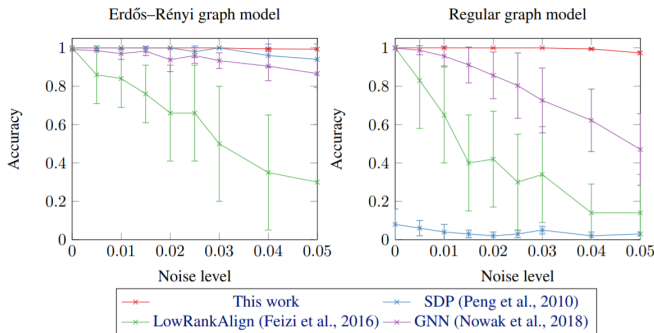 Erdős–Rényi graph model
Regular graph model
1
0.8
0.6
0.4
0.2
0
Accuracy
0 0.01 0.02 0.03 0.04 0.05
Noise level
1
0.8
0.6
0.4
0.2
0
Accuracy
0 0.01 0.02 0.03 0.04 0.05
Noise level
This work
SDP (Peng et al., 2010)
LowRankAlign (Feizi et al., 2016)
GNN (Nowak et al., 2018)